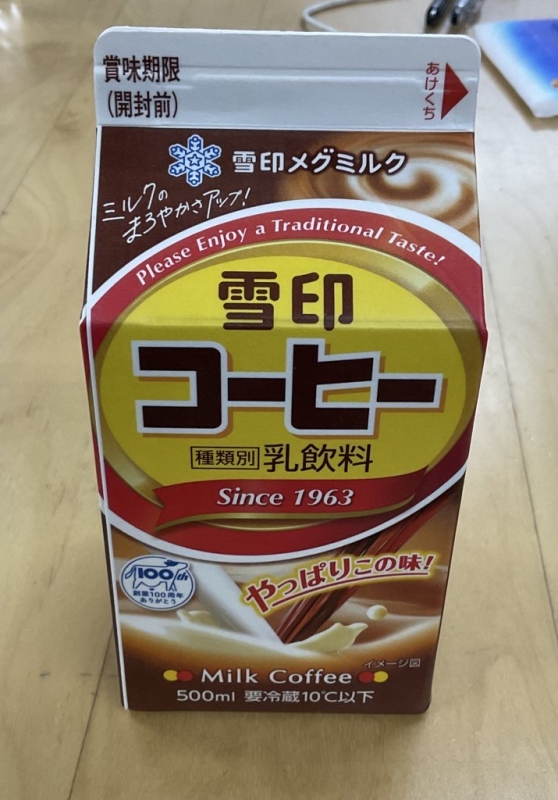 賞味期限
(開封前)
あけくち
雪印メグミルク
ミルクの
まろやかさアップ!
Please Enjoy a Traditional Taste!
雪印
コーヒー
種類別 乳飲料
Since 1963
100th
創業100周年
ありがとう
やっぱりこの味!
イメージ図
Milk Coffee
500ml 要冷蔵10℃以下